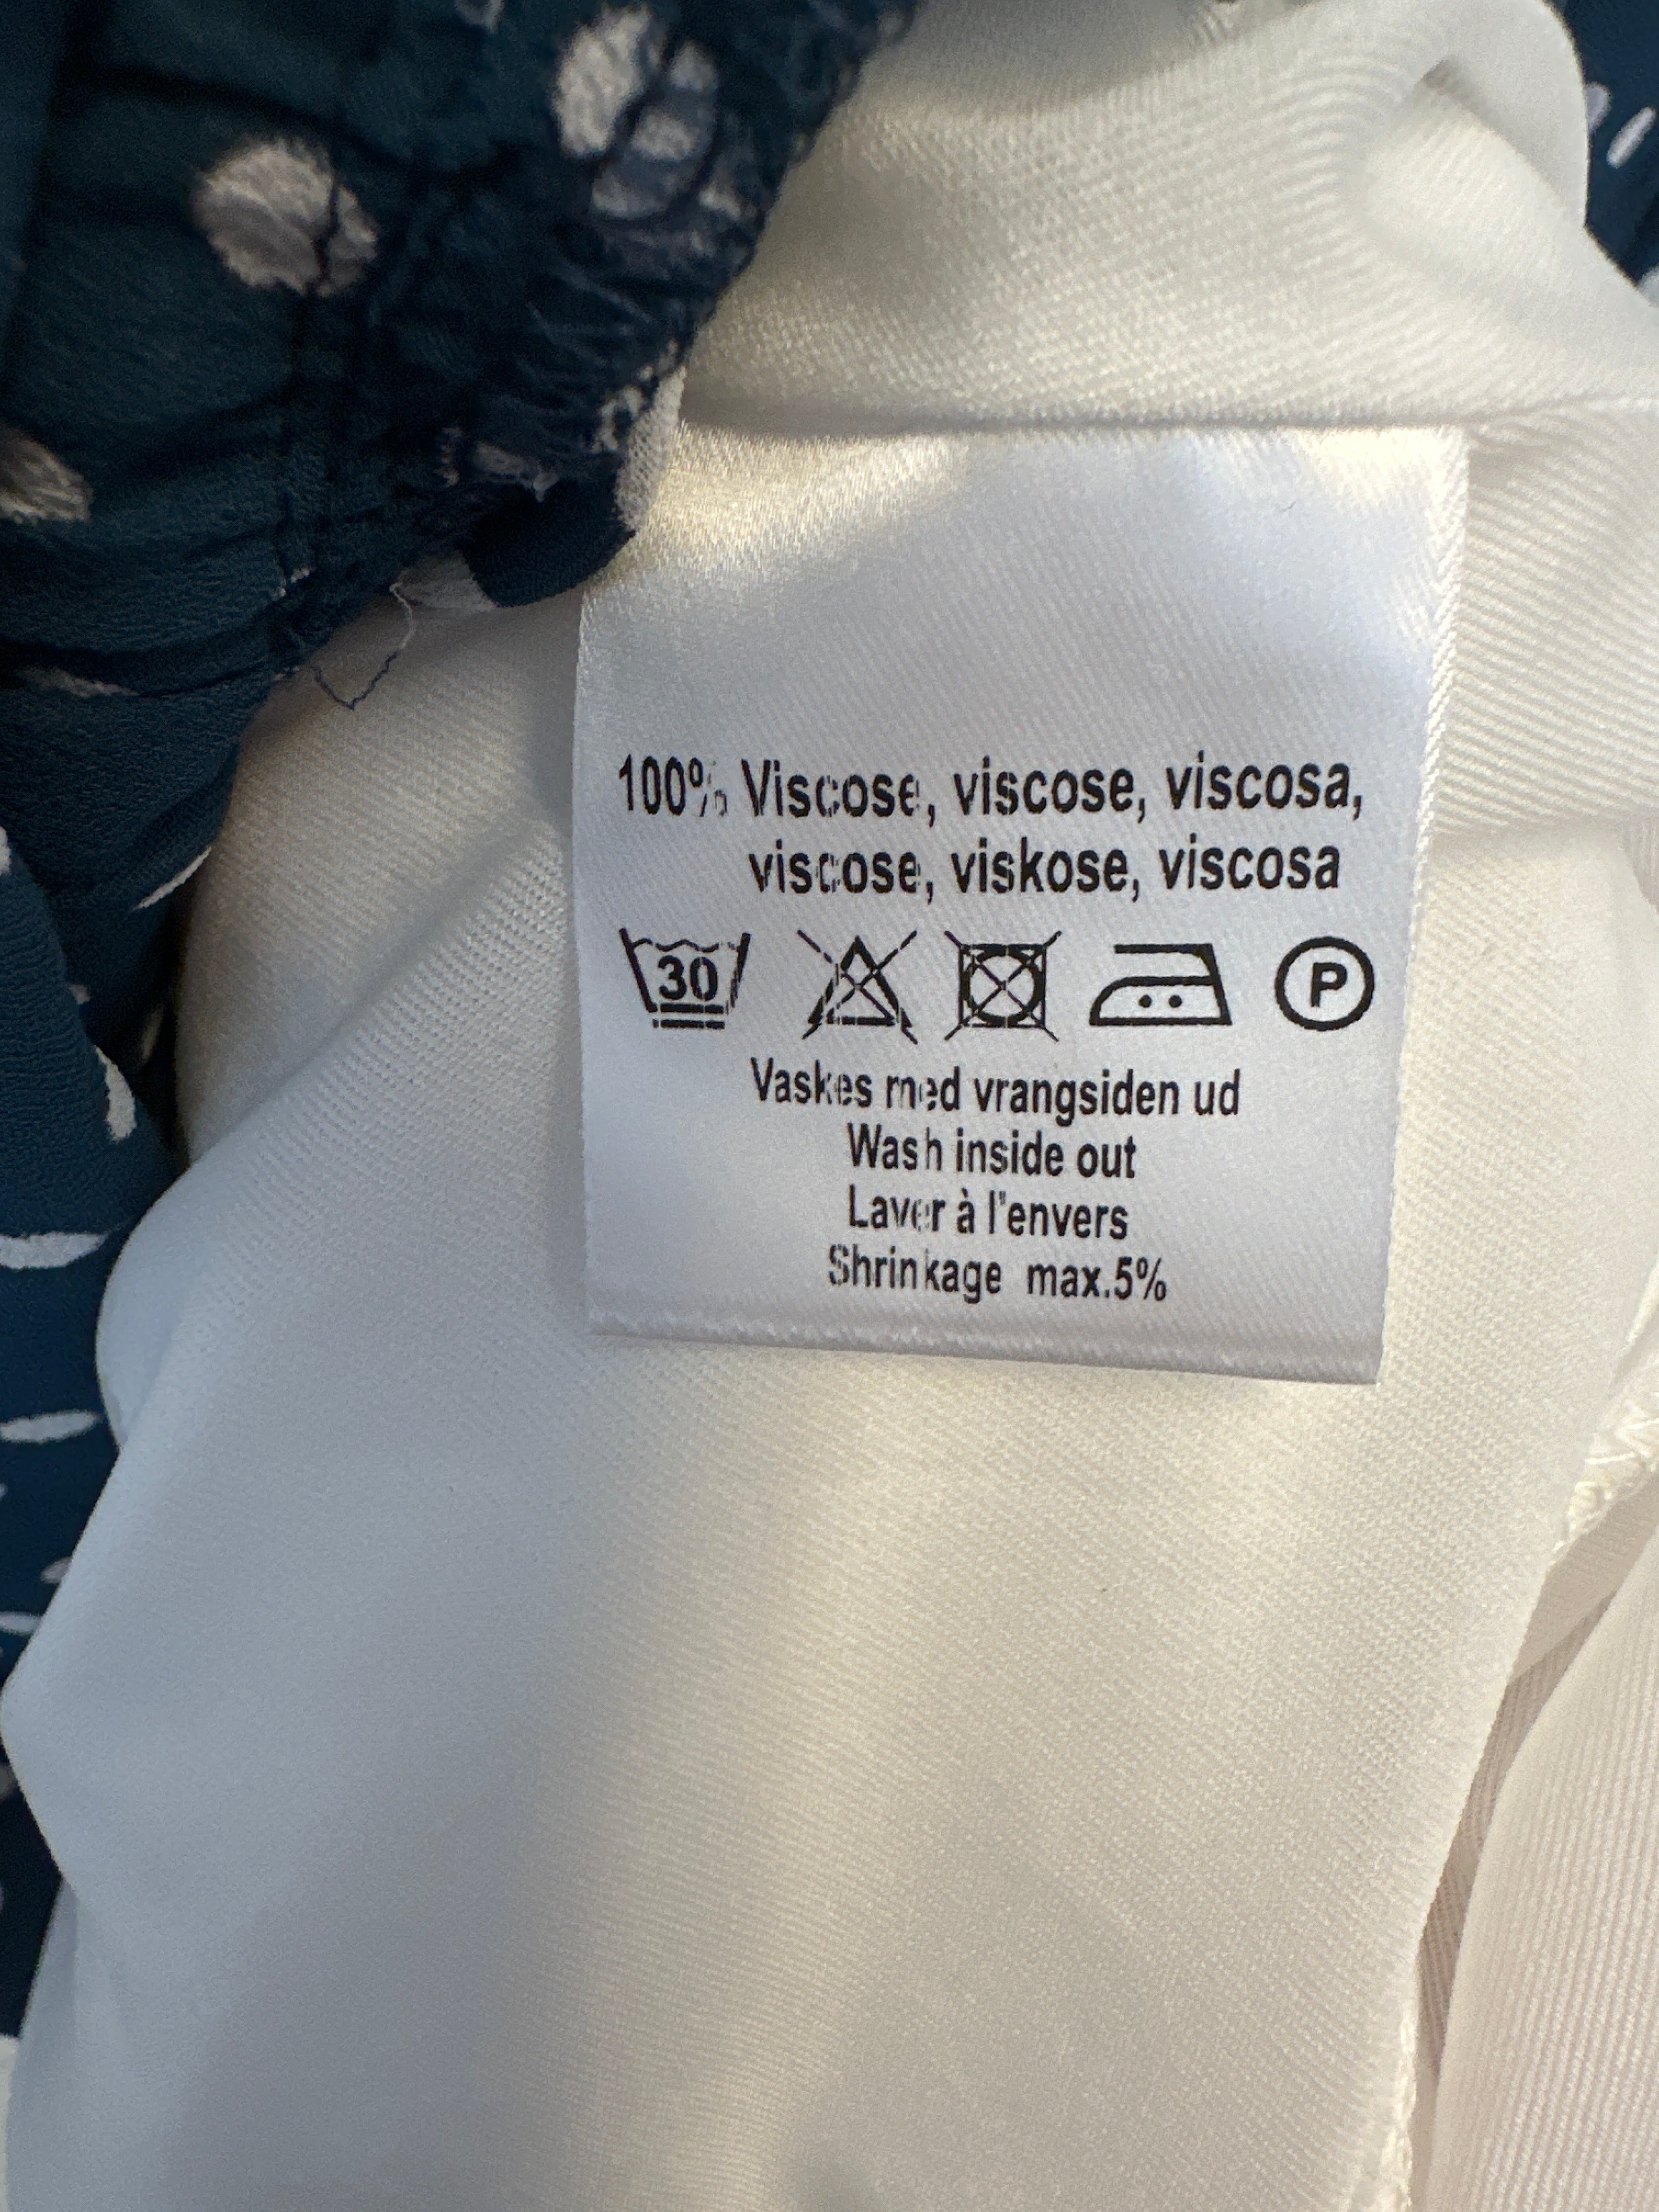 100% Viscose, viscose, viscosa,
viscose, viskose, viscosa
30 P
Vaskes med vrangsiden ud
Wash inside out
Laver à l'envers
Shrinkage max.5%